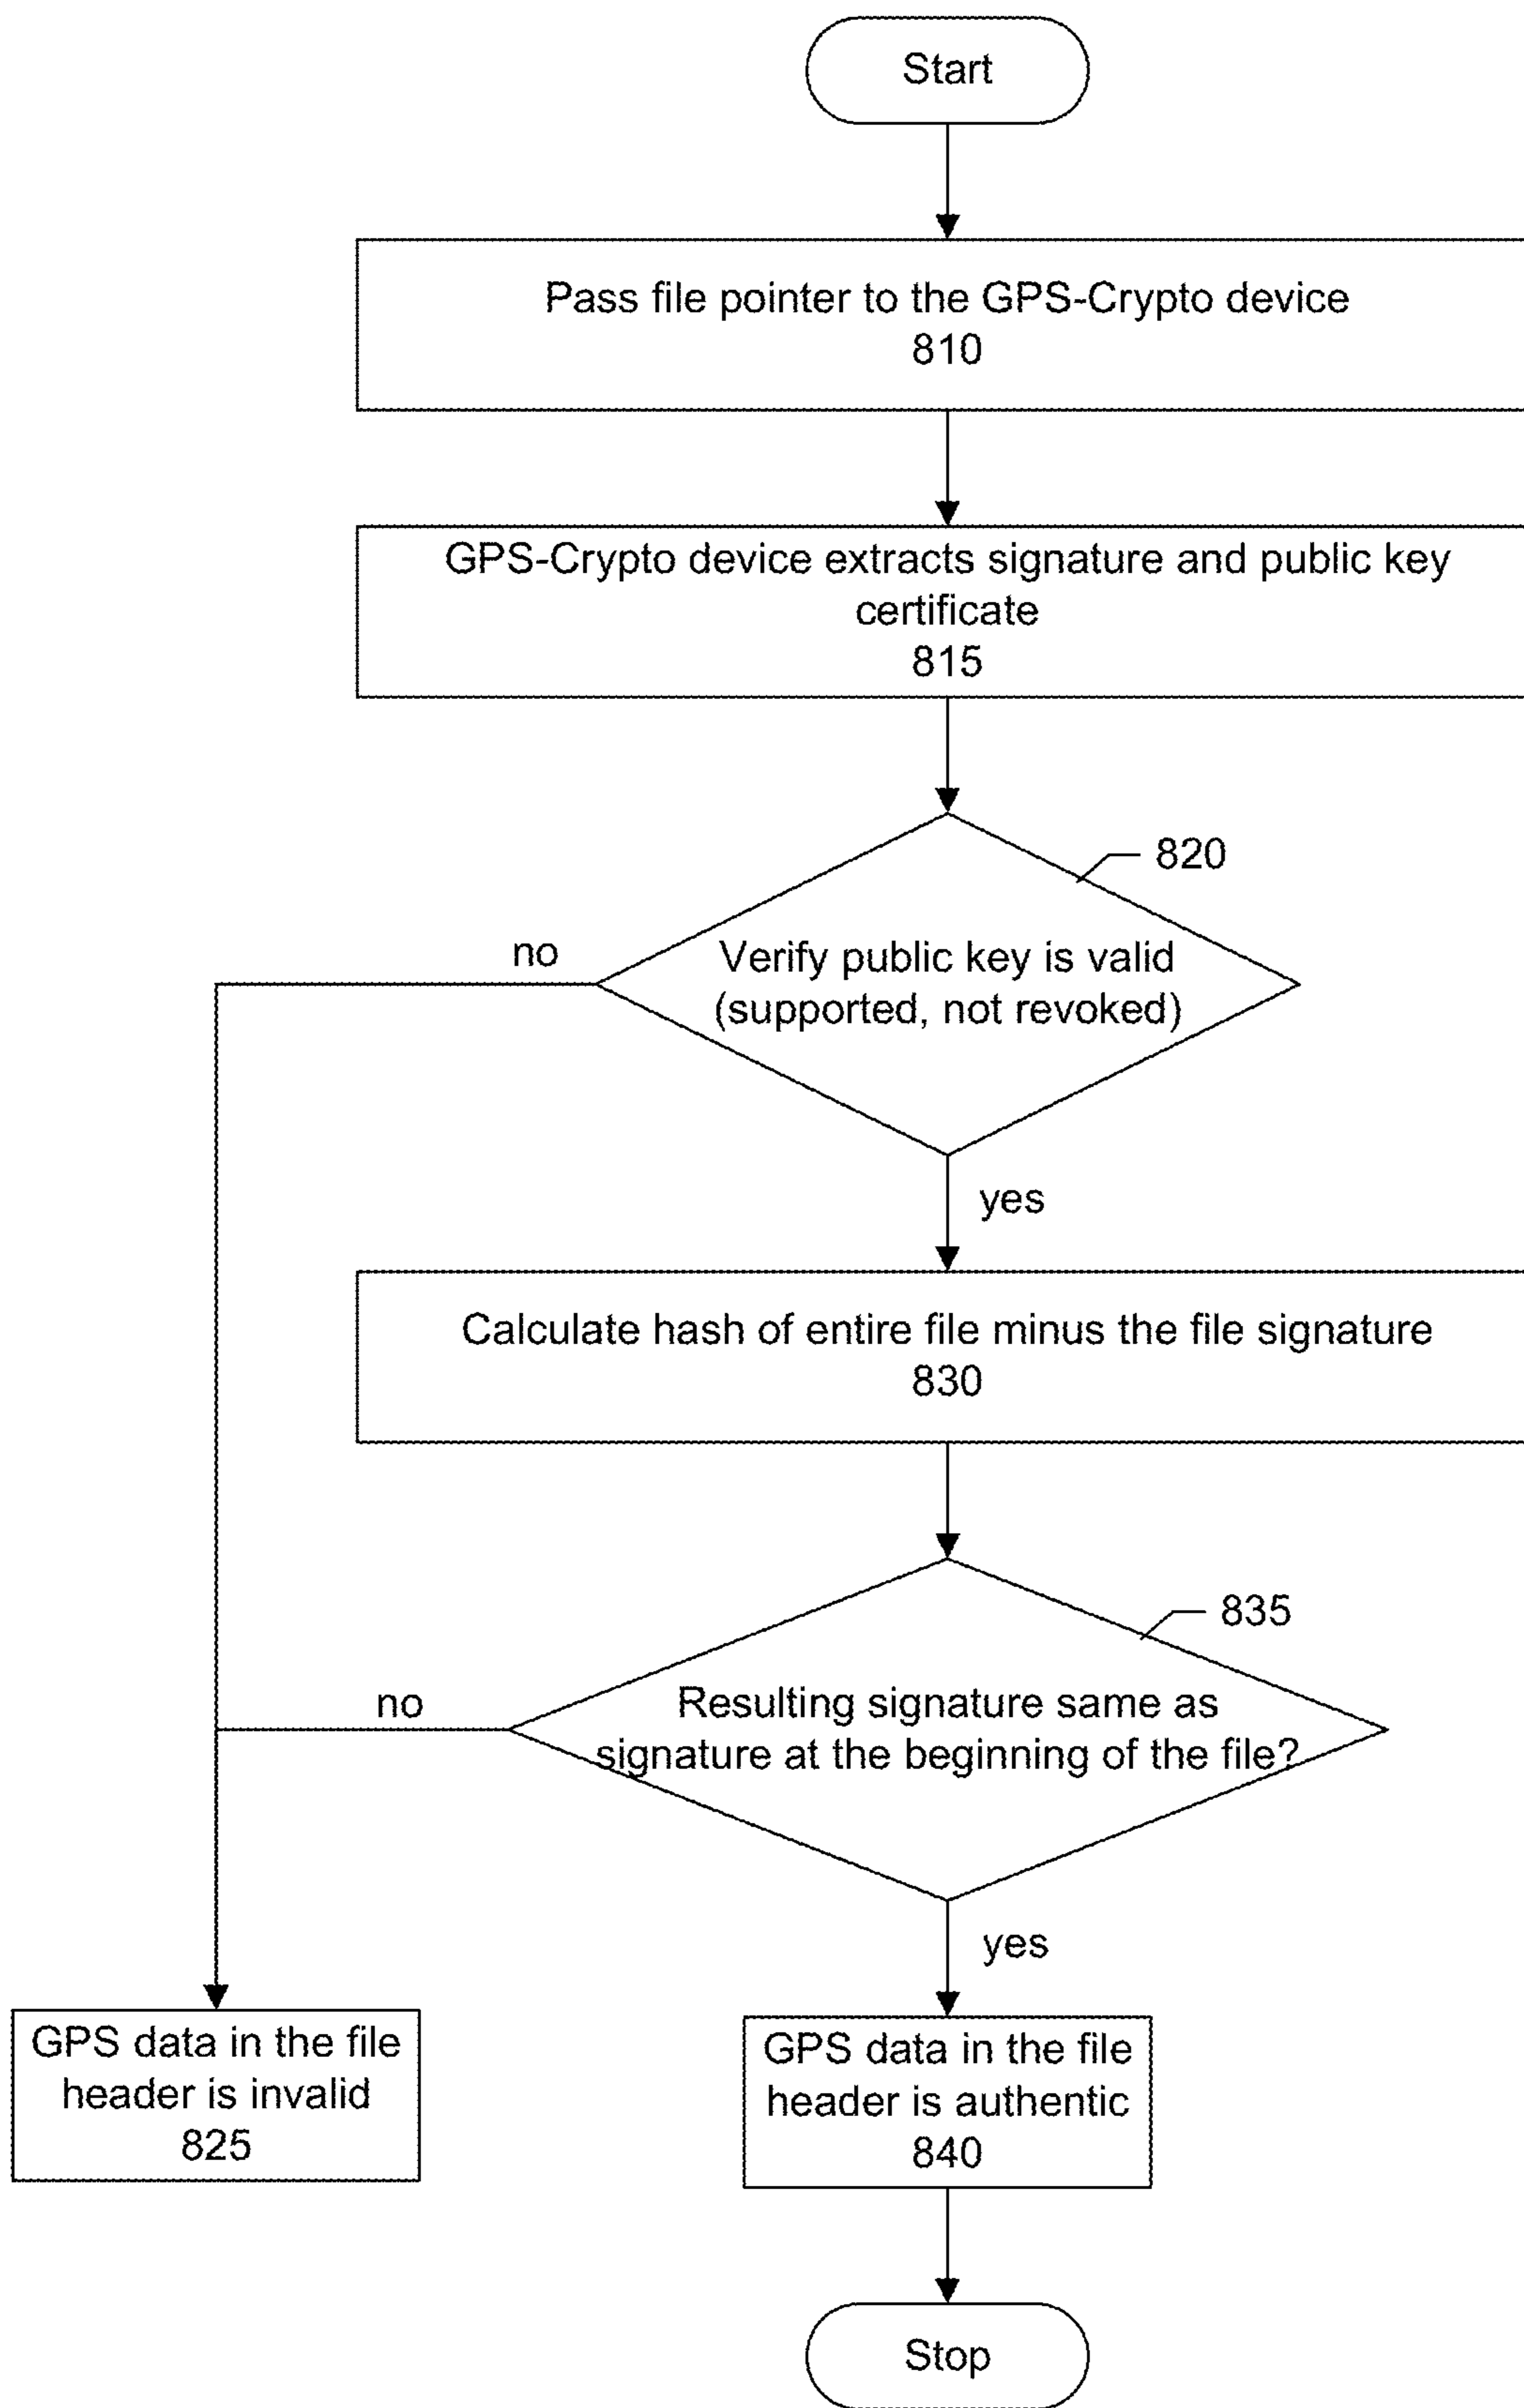 Start
Pass file pointer to the GPS-Crypto device
810
GPS-Crypto device extracts signature and public key
certificate
815
820
no
Verify public key is valid
(supported, not revoked)
yes
Calculate hash of entire file minus the file signature
830
835
no
Resulting signature same as
signature at the beginning of the file?
yes
GPS data in the file
header is invalid
825
GPS data in the file
header is authentic
840
Stop